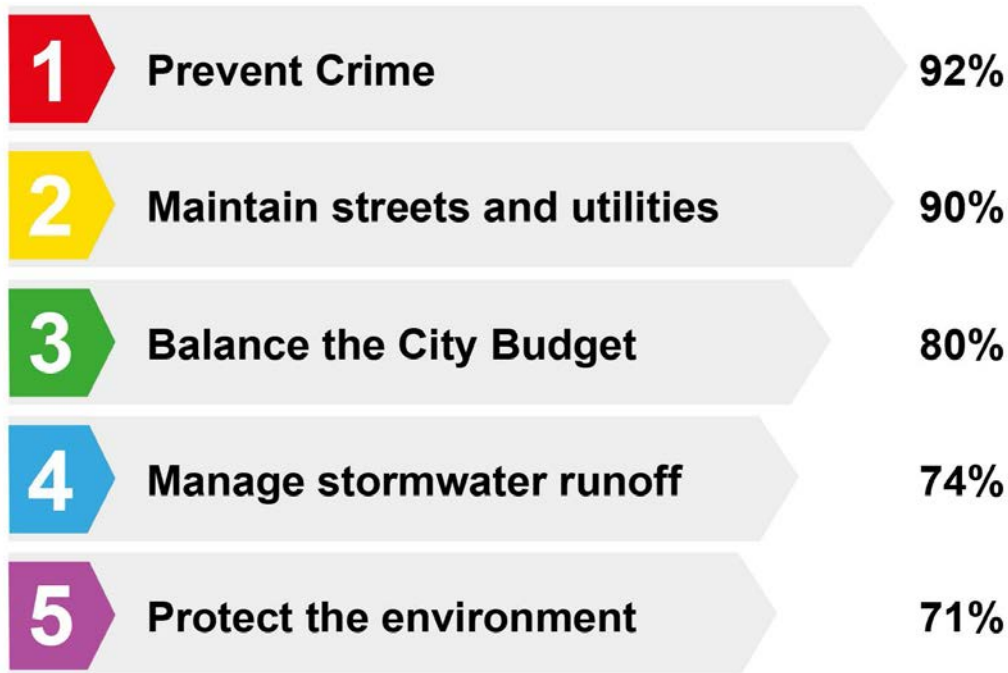 1 Prevent Crime 92%
2 Maintain streets and utilities 90%
3 Balance the City Budget 80%
4 Manage stormwater runoff 74%
5 Protect the environment 71%